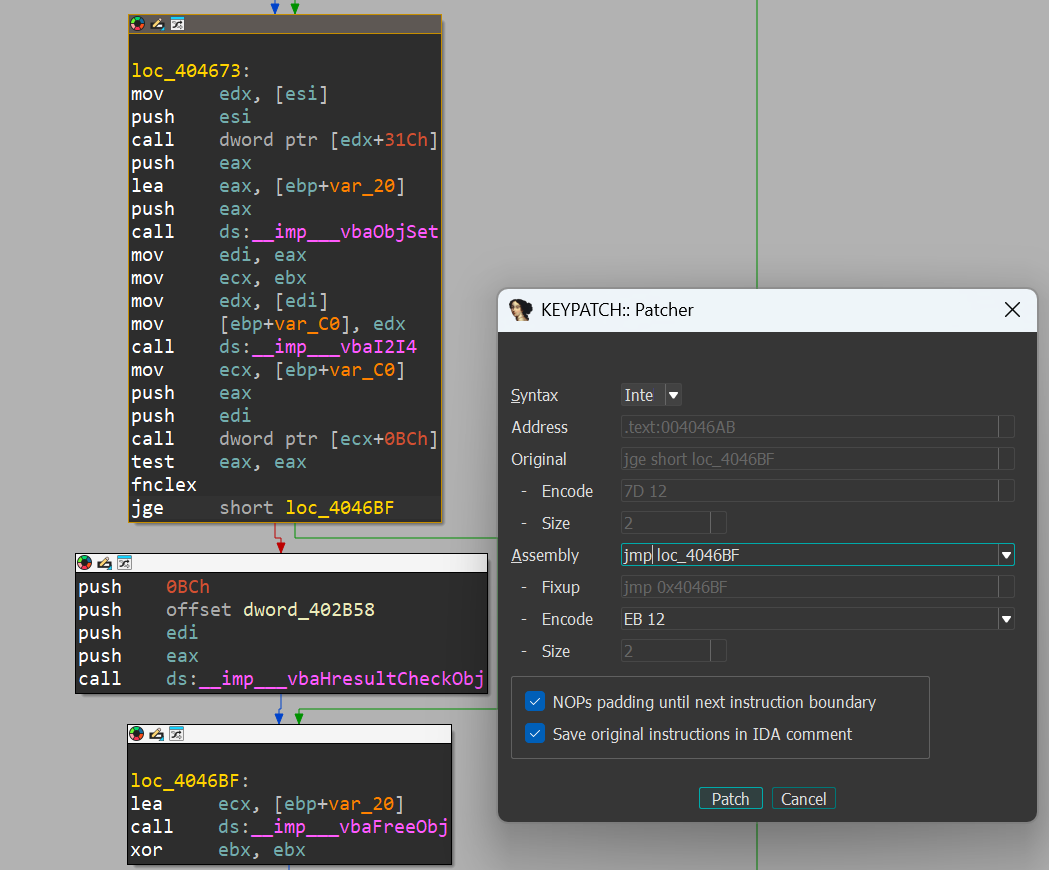 loc_404673:
mov edx, [esi]
push esi
call dword ptr [edx+31Ch]
push eax
lea eax, [ebp+var_20]
push eax
call ds:__imp___vbaObjSet
mov edi, eax
mov ecx, ebx
mov edx, [edi]
mov [ebp+var_C0], edx
call ds:__imp___vbaI2I4
mov ecx, [ebp+var_C0]
push eax
push edi
call dword ptr [ecx+0BCh]
test eax, eax
fnclex
jge short loc_4046BF
push 0BCh
push offset dword_402B58
push edi
push eax
call ds:__imp___vbaHresultCheckObj
loc_4046BF:
lea ecx, [ebp+var_20]
call ds:__imp___vbaFreeObj
xor ebx, ebx
KEYPATCH:: Patcher
Syntax Inte
Address .text:004046AB
Original jge short loc_4046BF
- Encode 7D 12
- Size 2
Assembly jmp loc_4046BF
- Fixup jmp 0x4046BF
- Encode EB 12
- Size 2
NOPs padding until next instruction boundary
Save original instructions in IDA comment
Patch Cancel